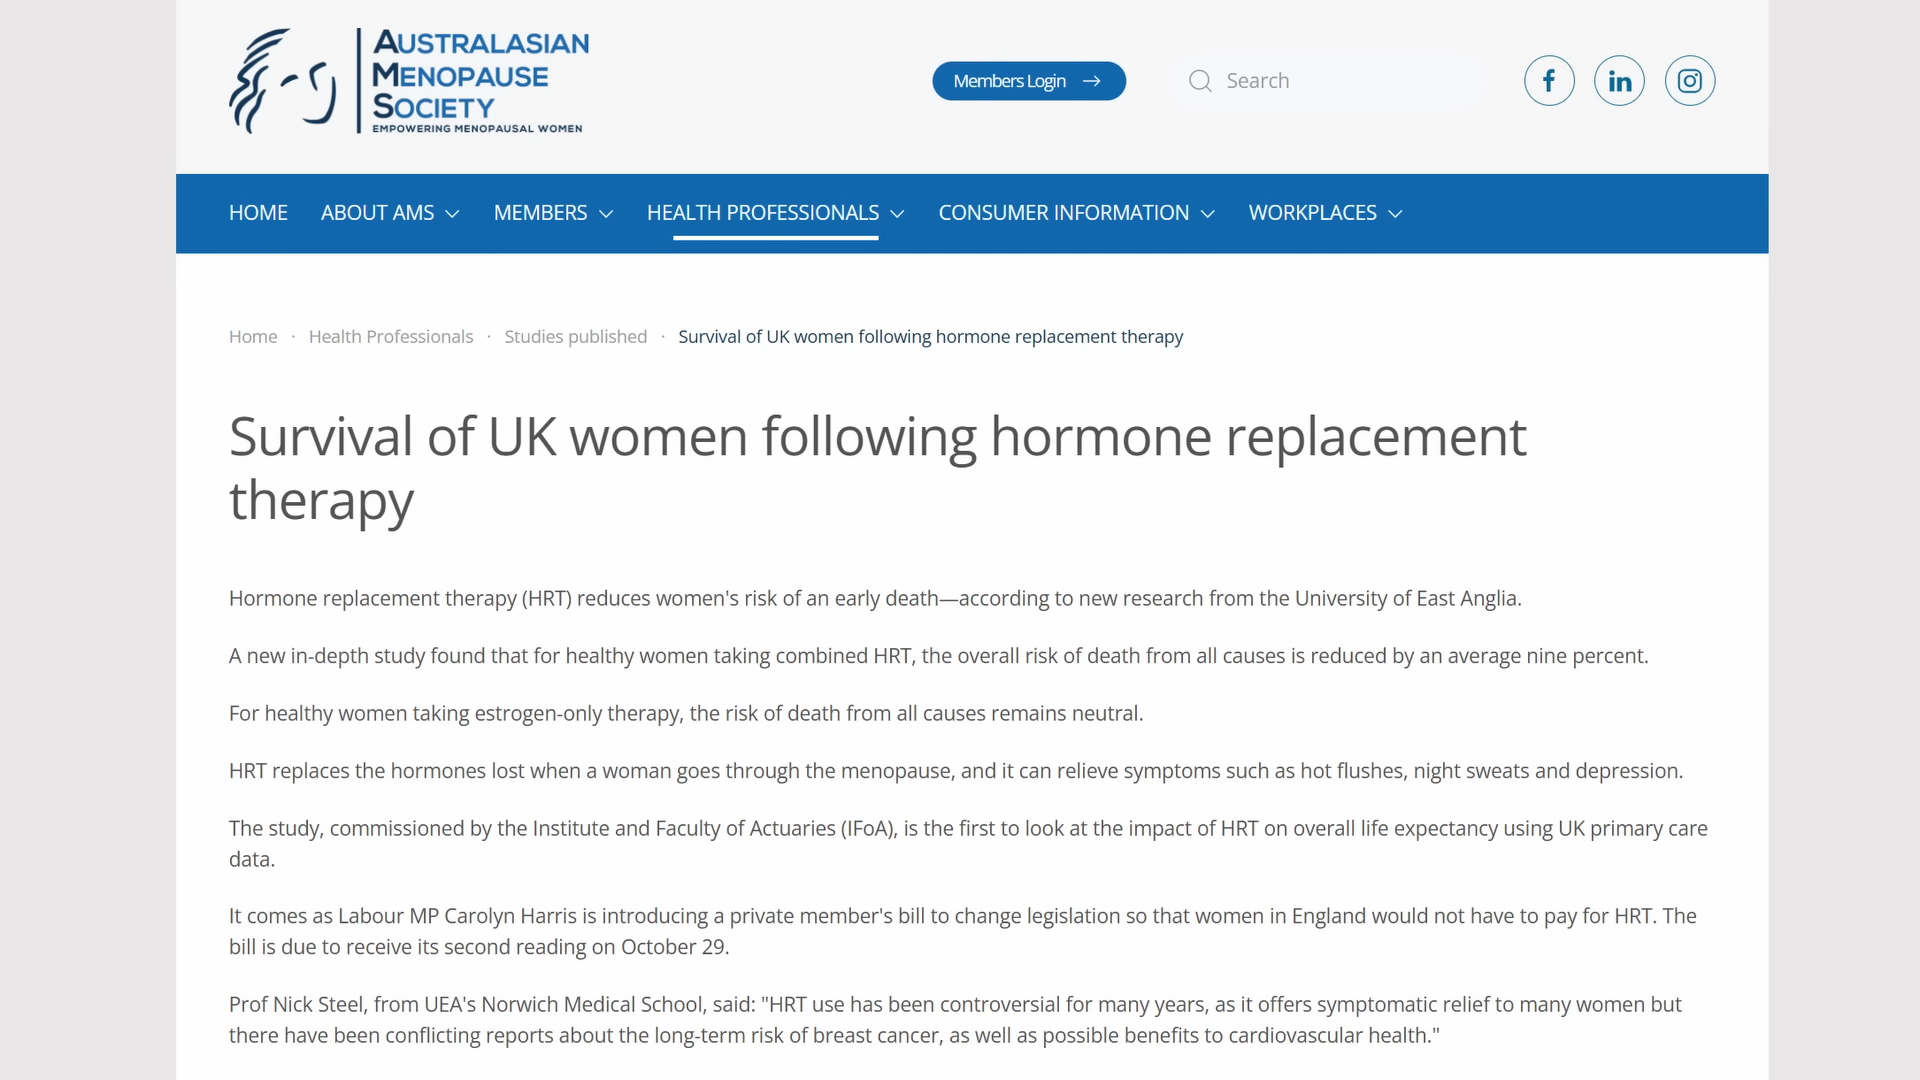 AUSTRALASIAN
MENOPAUSE
SOCIETY
EMPOWERING MENOPAUSAL WOMEN
Members Login
Search
HOME
ABOUT AMS
MEMBERS
HEALTH PROFESSIONALS
CONSUMER INFORMATION
WORKPLACES
Home · Health Professionals · Studies published · Survival of UK women following hormone replacement therapy
Survival of UK women following hormone replacement
therapy
Hormone replacement therapy (HRT) reduces women's risk of an early death—according to new research from the University of East Anglia.
A new in-depth study found that for healthy women taking combined HRT, the overall risk of death from all causes is reduced by an average nine percent.
For healthy women taking estrogen-only therapy, the risk of death from all causes remains neutral.
HRT replaces the hormones lost when a woman goes through the menopause, and it can relieve symptoms such as hot flushes, night sweats and depression.
The study, commissioned by the Institute and Faculty of Actuaries (IFoA), is the first to look at the impact of HRT on overall life expectancy using UK primary care
data.
It comes as Labour MP Carolyn Harris is introducing a private member's bill to change legislation so that women in England would not have to pay for HRT. The
bill is due to receive its second reading on October 29.
Prof Nick Steel, from UEA's Norwich Medical School, said: "HRT use has been controversial for many years, as it offers symptomatic relief to many women but
there have been conflicting reports about the long-term risk of breast cancer, as well as possible benefits to cardiovascular health."